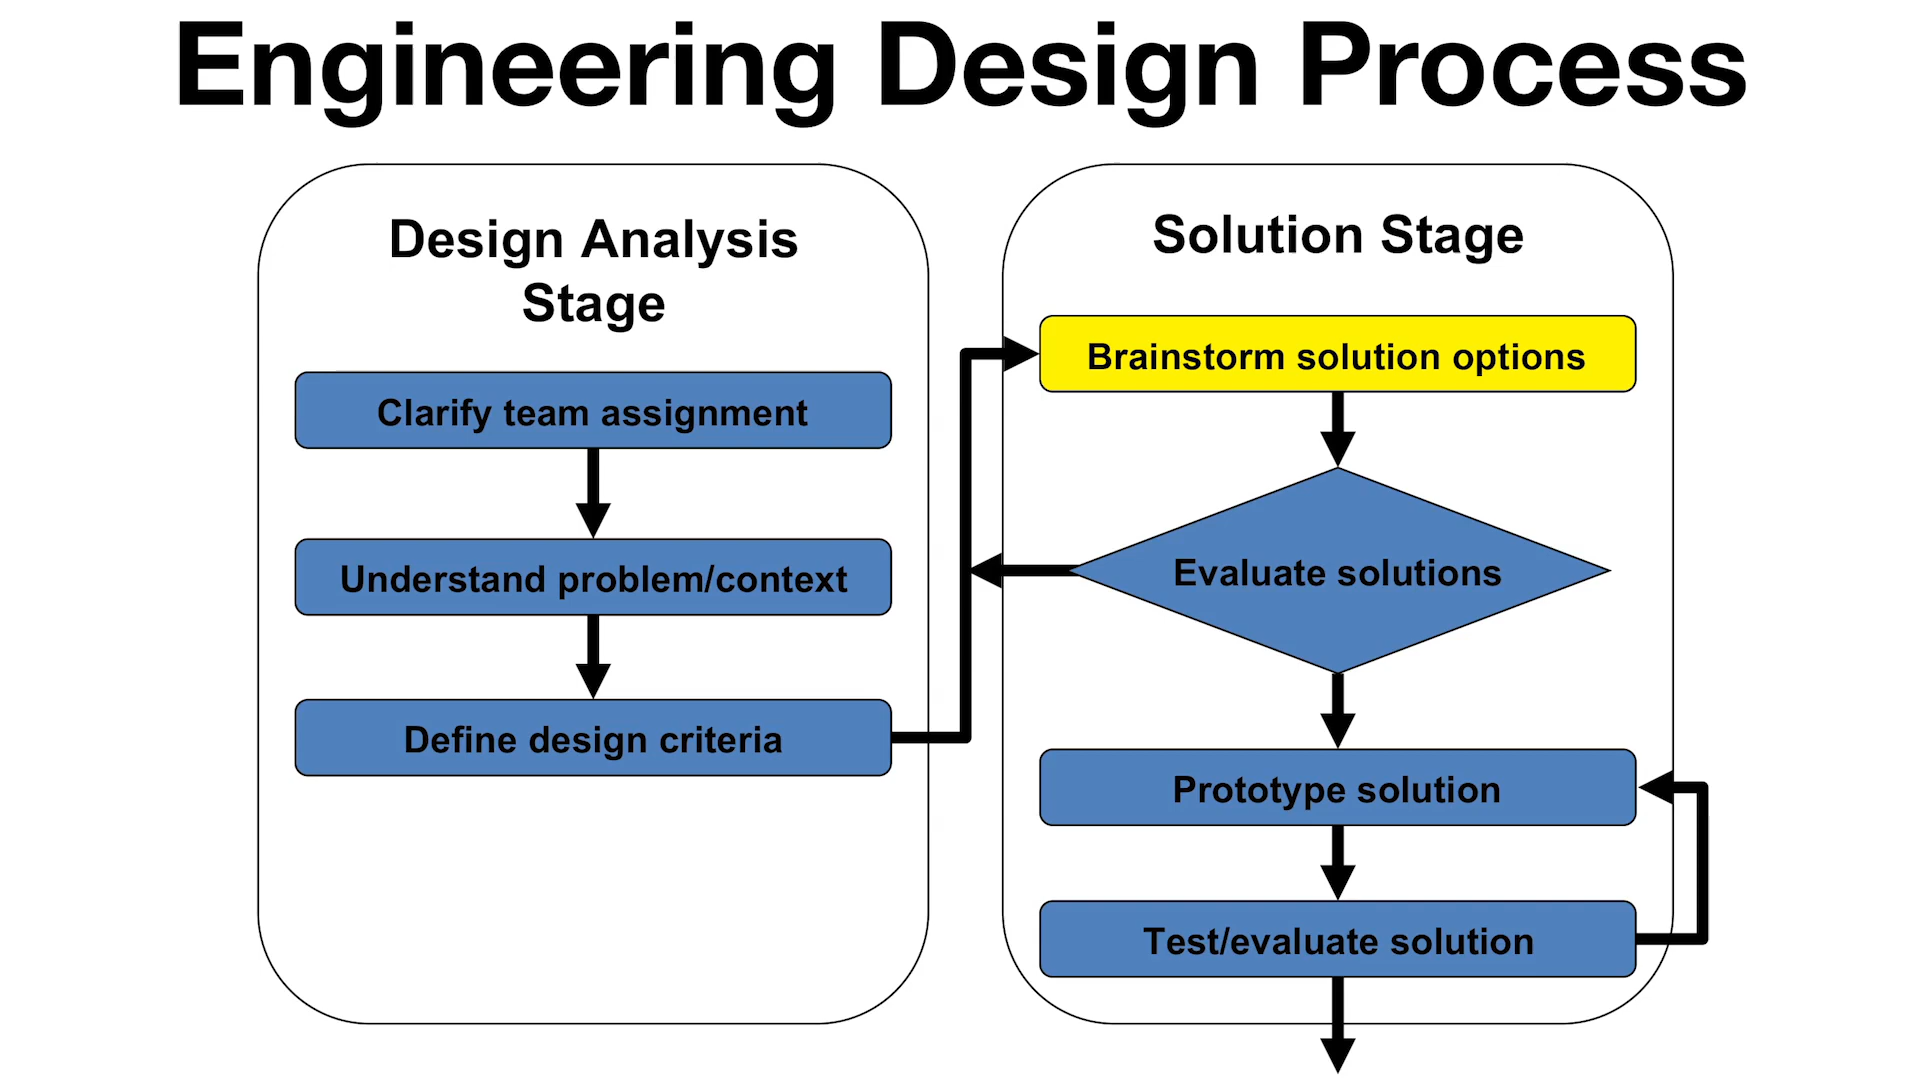 Engineering Design Process
Design Analysis
Stage
Clarify team assignment
Understand problem/context
Define design criteria
Solution Stage
Brainstorm solution options
Evaluate solutions
Prototype solution
Test/evaluate solution